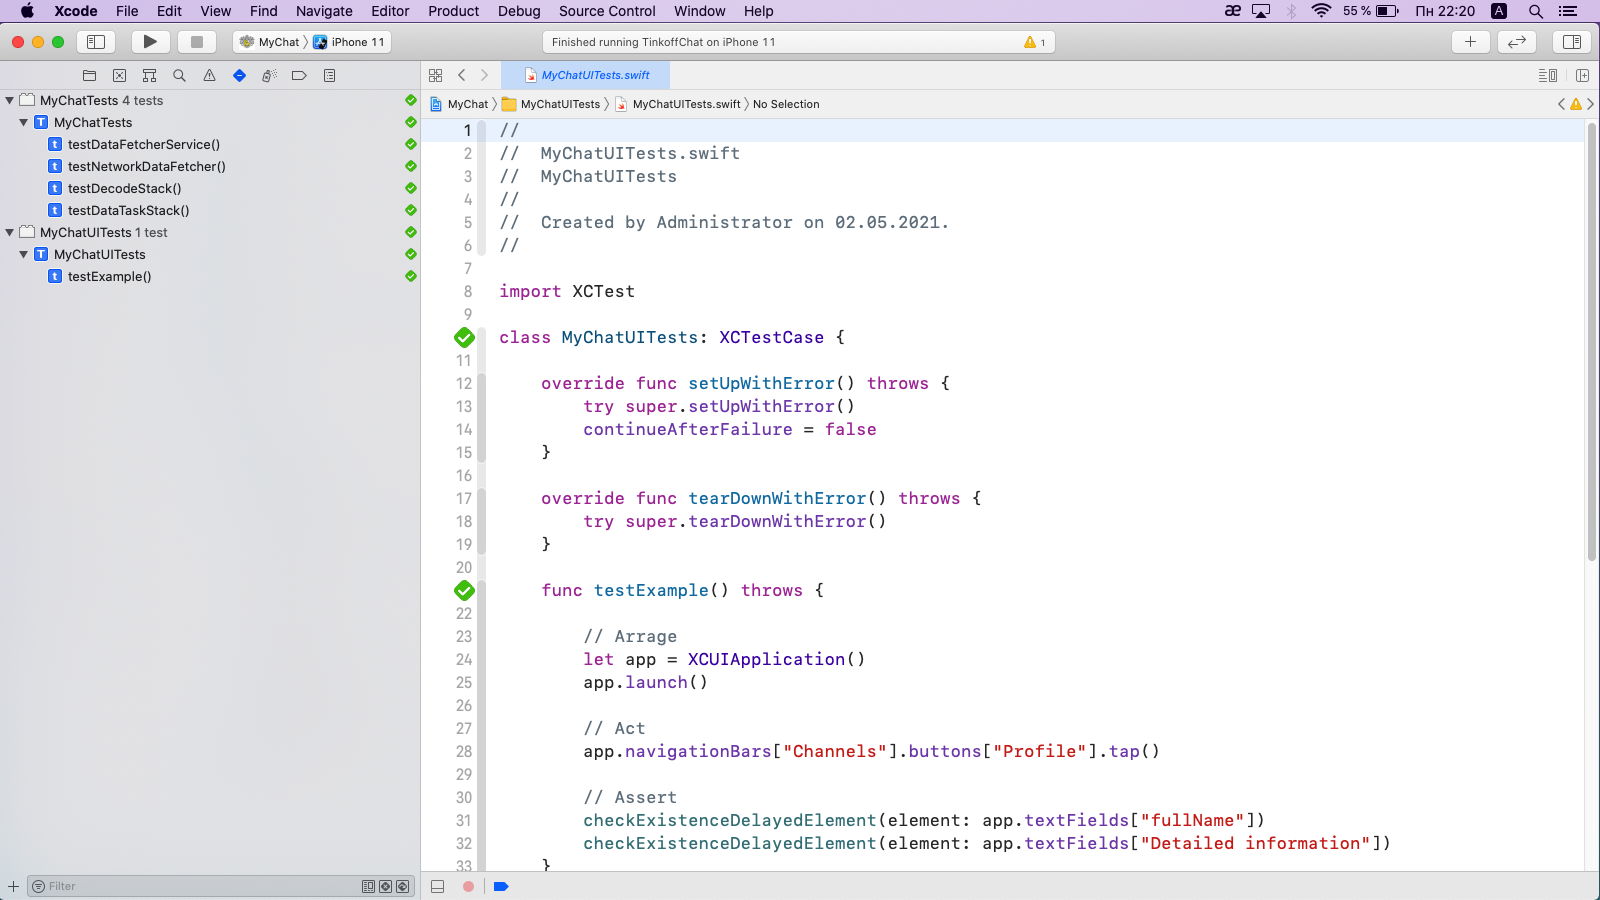 Xcode File Edit View Find Navigate Editor Product Debug Source Control Window Help æ 55 % Пн 22:20 A
MyChat iPhone 11 Finished running TinkoffChat on iPhone 11 1
MyChatUITests.swift
MyChat MyChatUITests MyChatUITests.swift No Selection
MyChatTests 4 tests
T MyChatTests
t testDataFetcherService()
t testNetworkDataFetcher()
t testDecodeStack()
t testDataTaskStack()
MyChatUITests 1 test
T MyChatUITests
t testExample()
Filter
1 //
2 //  MyChatUITests.swift
3 //  MyChatUITests
4 //
5 //  Created by Administrator on 02.05.2021.
6 //
7
8 import XCTest
9
class MyChatUITests: XCTestCase {
11
12     override func setUpWithError() throws {
13         try super.setUpWithError()
14         continueAfterFailure = false
15     }
16
17     override func tearDownWithError() throws {
18         try super.tearDownWithError()
19     }
20
    func testExample() throws {
22
23         // Arrage
24         let app = XCUIApplication()
25         app.launch()
26
27         // Act
28         app.navigationBars["Channels"].buttons["Profile"].tap()
29
30         // Assert
31         checkExistenceDelayedElement(element: app.textFields["fullName"])
32         checkExistenceDelayedElement(element: app.textFields["Detailed information"])
33     }